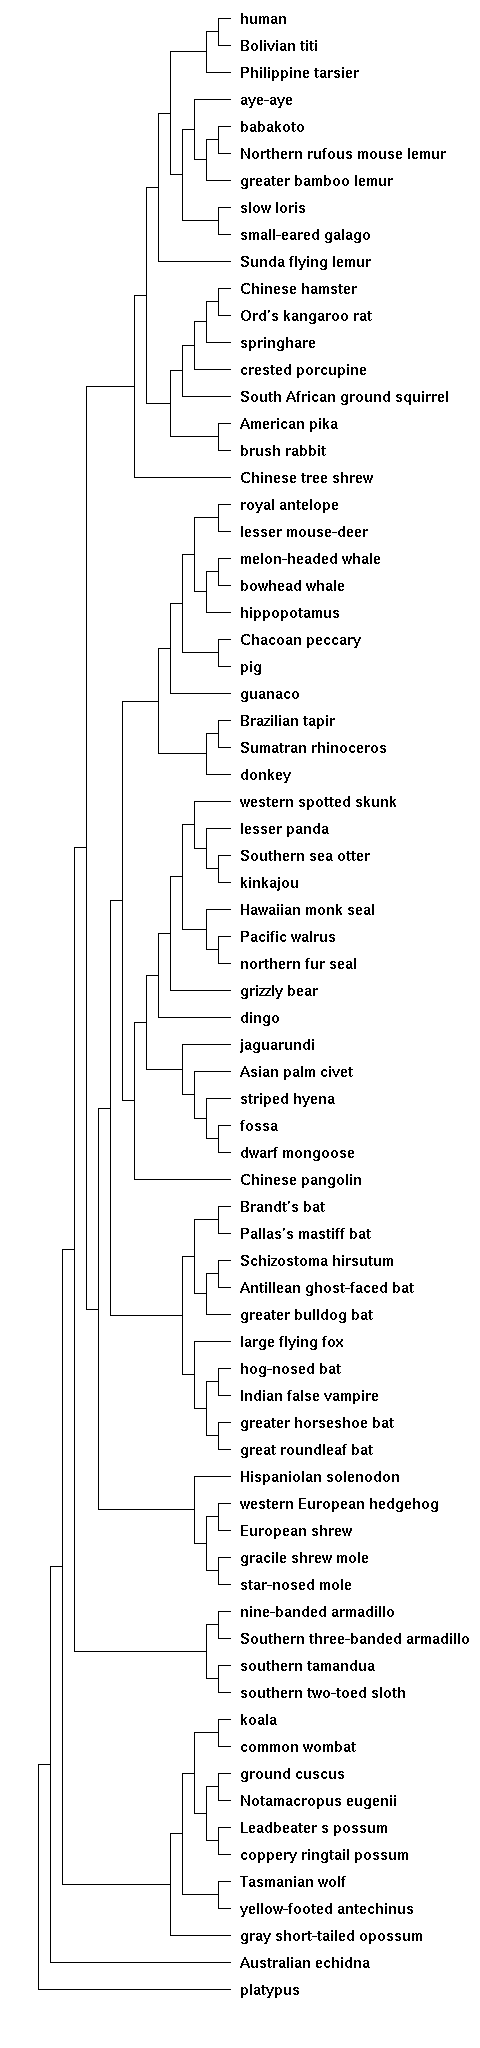 human
Bolivian titi
Philippine tarsier
aye-aye
babakoto
Northern rufous mouse lemur
greater bamboo lemur
slow loris
small-eared galago
Sunda flying lemur
Chinese hamster
Ord's kangaroo rat
springhare
crested porcupine
South African ground squirrel
American pika
brush rabbit
Chinese tree shrew
royal antelope
lesser mouse-deer
melon-headed whale
bowhead whale
hippopotamus
Chacoan peccary
pig
guanaco
Brazilian tapir
Sumatran rhinoceros
donkey
western spotted skunk
lesser panda
Southern sea otter
kinkajou
Hawaiian monk seal
Pacific walrus
northern fur seal
grizzly bear
dingo
jaguarundi
Asian palm civet
striped hyena
fossa
dwarf mongoose
Chinese pangolin
Brandt's bat
Pallas's mastiff bat
Schizostoma hirsutum
Antillean ghost-faced bat
greater bulldog bat
large flying fox
hog-nosed bat
Indian false vampire
greater horseshoe bat
great roundleaf bat
Hispaniolan solenodon
western European hedgehog
European shrew
gracile shrew mole
star-nosed mole
nine-banded armadillo
Southern three-banded armadillo
southern tamandua
southern two-toed sloth
koala
common wombat
ground cuscus
Notamacropus eugenii
Leadbeater s possum
coppery ringtail possum
Tasmanian wolf
yellow-footed antechinus
gray short-tailed opossum
Australian echidna
platypus